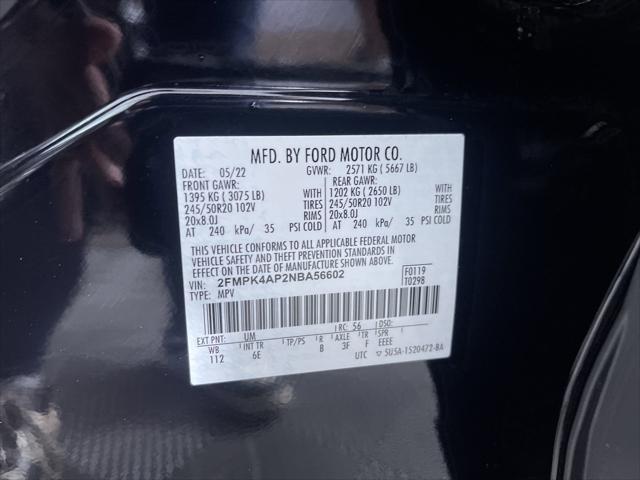 MFD. BY FORD MOTOR CO.
DATE: 05/22 GVWR: 2571 KG ( 5667 LB)
FRONT GAWR: REAR GAWR:
1395 KG ( 3075 LB) WITH 1202 KG ( 2650 LB) WITH
245/50R20 102V TIRES 245/50R20 102V TIRES
20x8.0J RIMS 20x8.0J RIMS
AT 240 kPa/ 35 PSI COLD AT 240 kPa/ 35 PSI COLD
THIS VEHICLE CONFORMS TO ALL APPLICABLE FEDERAL MOTOR
VEHICLE SAFETY AND THEFT PREVENTION STANDARDS IN
EFFECT ON THE DATE OF MANUFACTURE SHOWN ABOVE.
VIN: 2FMPK4AP2NBA56602 F0119
TYPE: MPV T0298
EXT PNT: UM RC: 56 DSO:
WB INT TR TP/PS R AXLE TR SPR
112 6E B 3F F EEEE
UTC